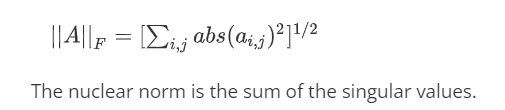 ||A||_F = [∑_{i,j} abs(a_{i,j})^2]^{1/2}
The nuclear norm is the sum of the singular values.